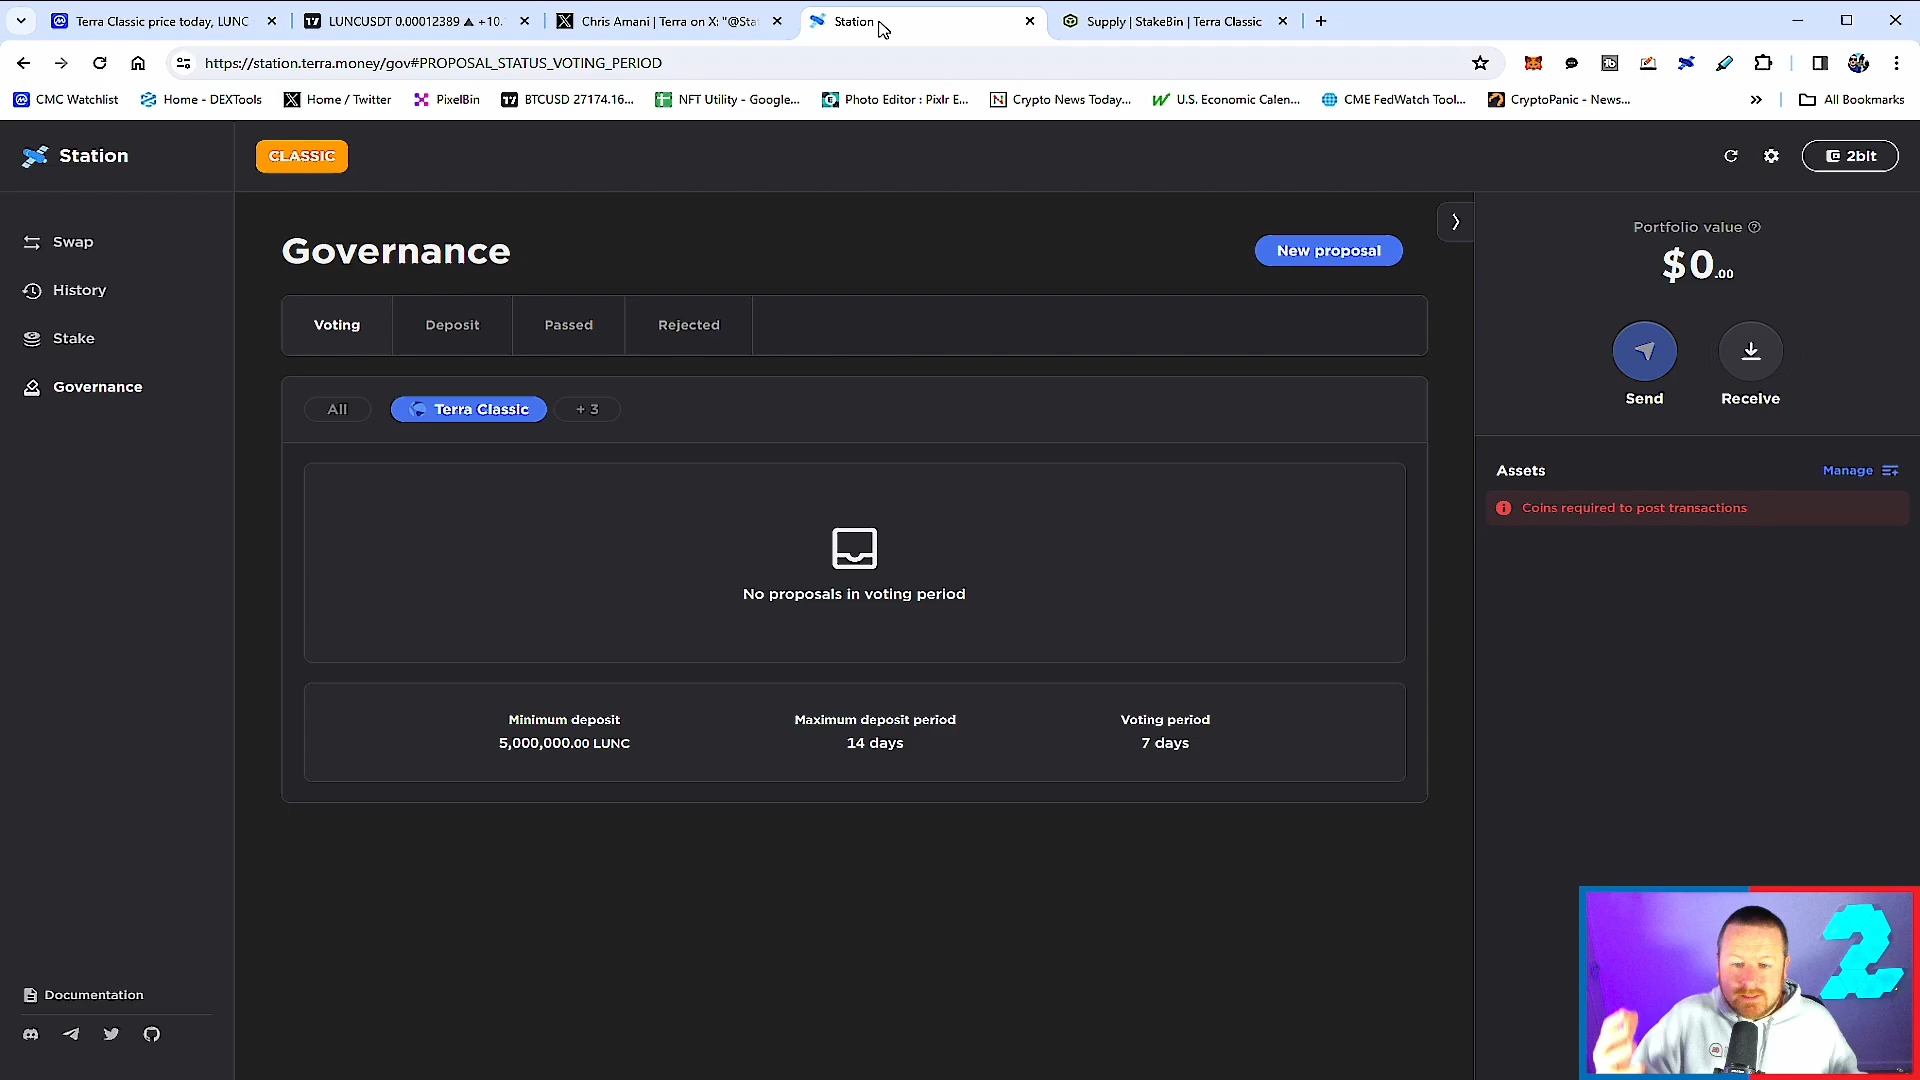 Terra Classic price today, LUNC
LUNCUSDT 0.00012389 ▲ +10.
Chris Amani | Terra on X: "@Sta
Station
Supply | StakeBin | Terra Classic
https://station.terra.money/gov#PROPOSAL_STATUS_VOTING_PERIOD
CMC Watchlist
Home - DEXTools
Home / Twitter
PixelBin
BTCUSD 27174.16...
NFT Utility - Google...
Photo Editor : Pixlr E...
Crypto News Today...
U.S. Economic Calen...
CME FedWatch Tool...
CryptoPanic - News...
All Bookmarks
Station
CLASSIC
2bit
Swap
History
Stake
Governance
Governance
New proposal
Voting
Deposit
Passed
Rejected
All
Terra Classic
+ 3
No proposals in voting period
Minimum deposit
5,000,000.00 LUNC
Maximum deposit period
14 days
Voting period
7 days
Portfolio value
$0.00
Send
Receive
Assets
Manage
Coins required to post transactions
Documentation
2